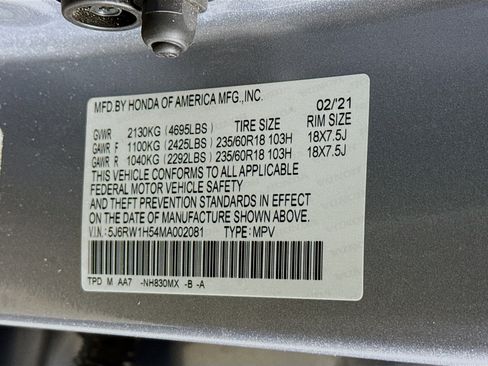 MFD.BY HONDA OF AMERICA MFG.,INC. 02/'21
GVWR 2130KG (4695LBS) TIRE SIZE RIM SIZE
GAWR F 1100KG (2425LBS) 235/60R18 103H 18X7.5J
GAWR R 1040KG (2292LBS) 235/60R18 103H 18X7.5J
THIS VEHICLE CONFORMS TO ALL APPLICABLE
FEDERAL MOTOR VEHICLE SAFETY
AND THEFT PREVENTION STANDARDS IN EFFECT
ON THE DATE OF MANUFACTURE SHOWN ABOVE.
V.I.N.: 5J6RW1H54MA002081 TYPE:MPV
TPD M AA7 -NH830MX -B -A